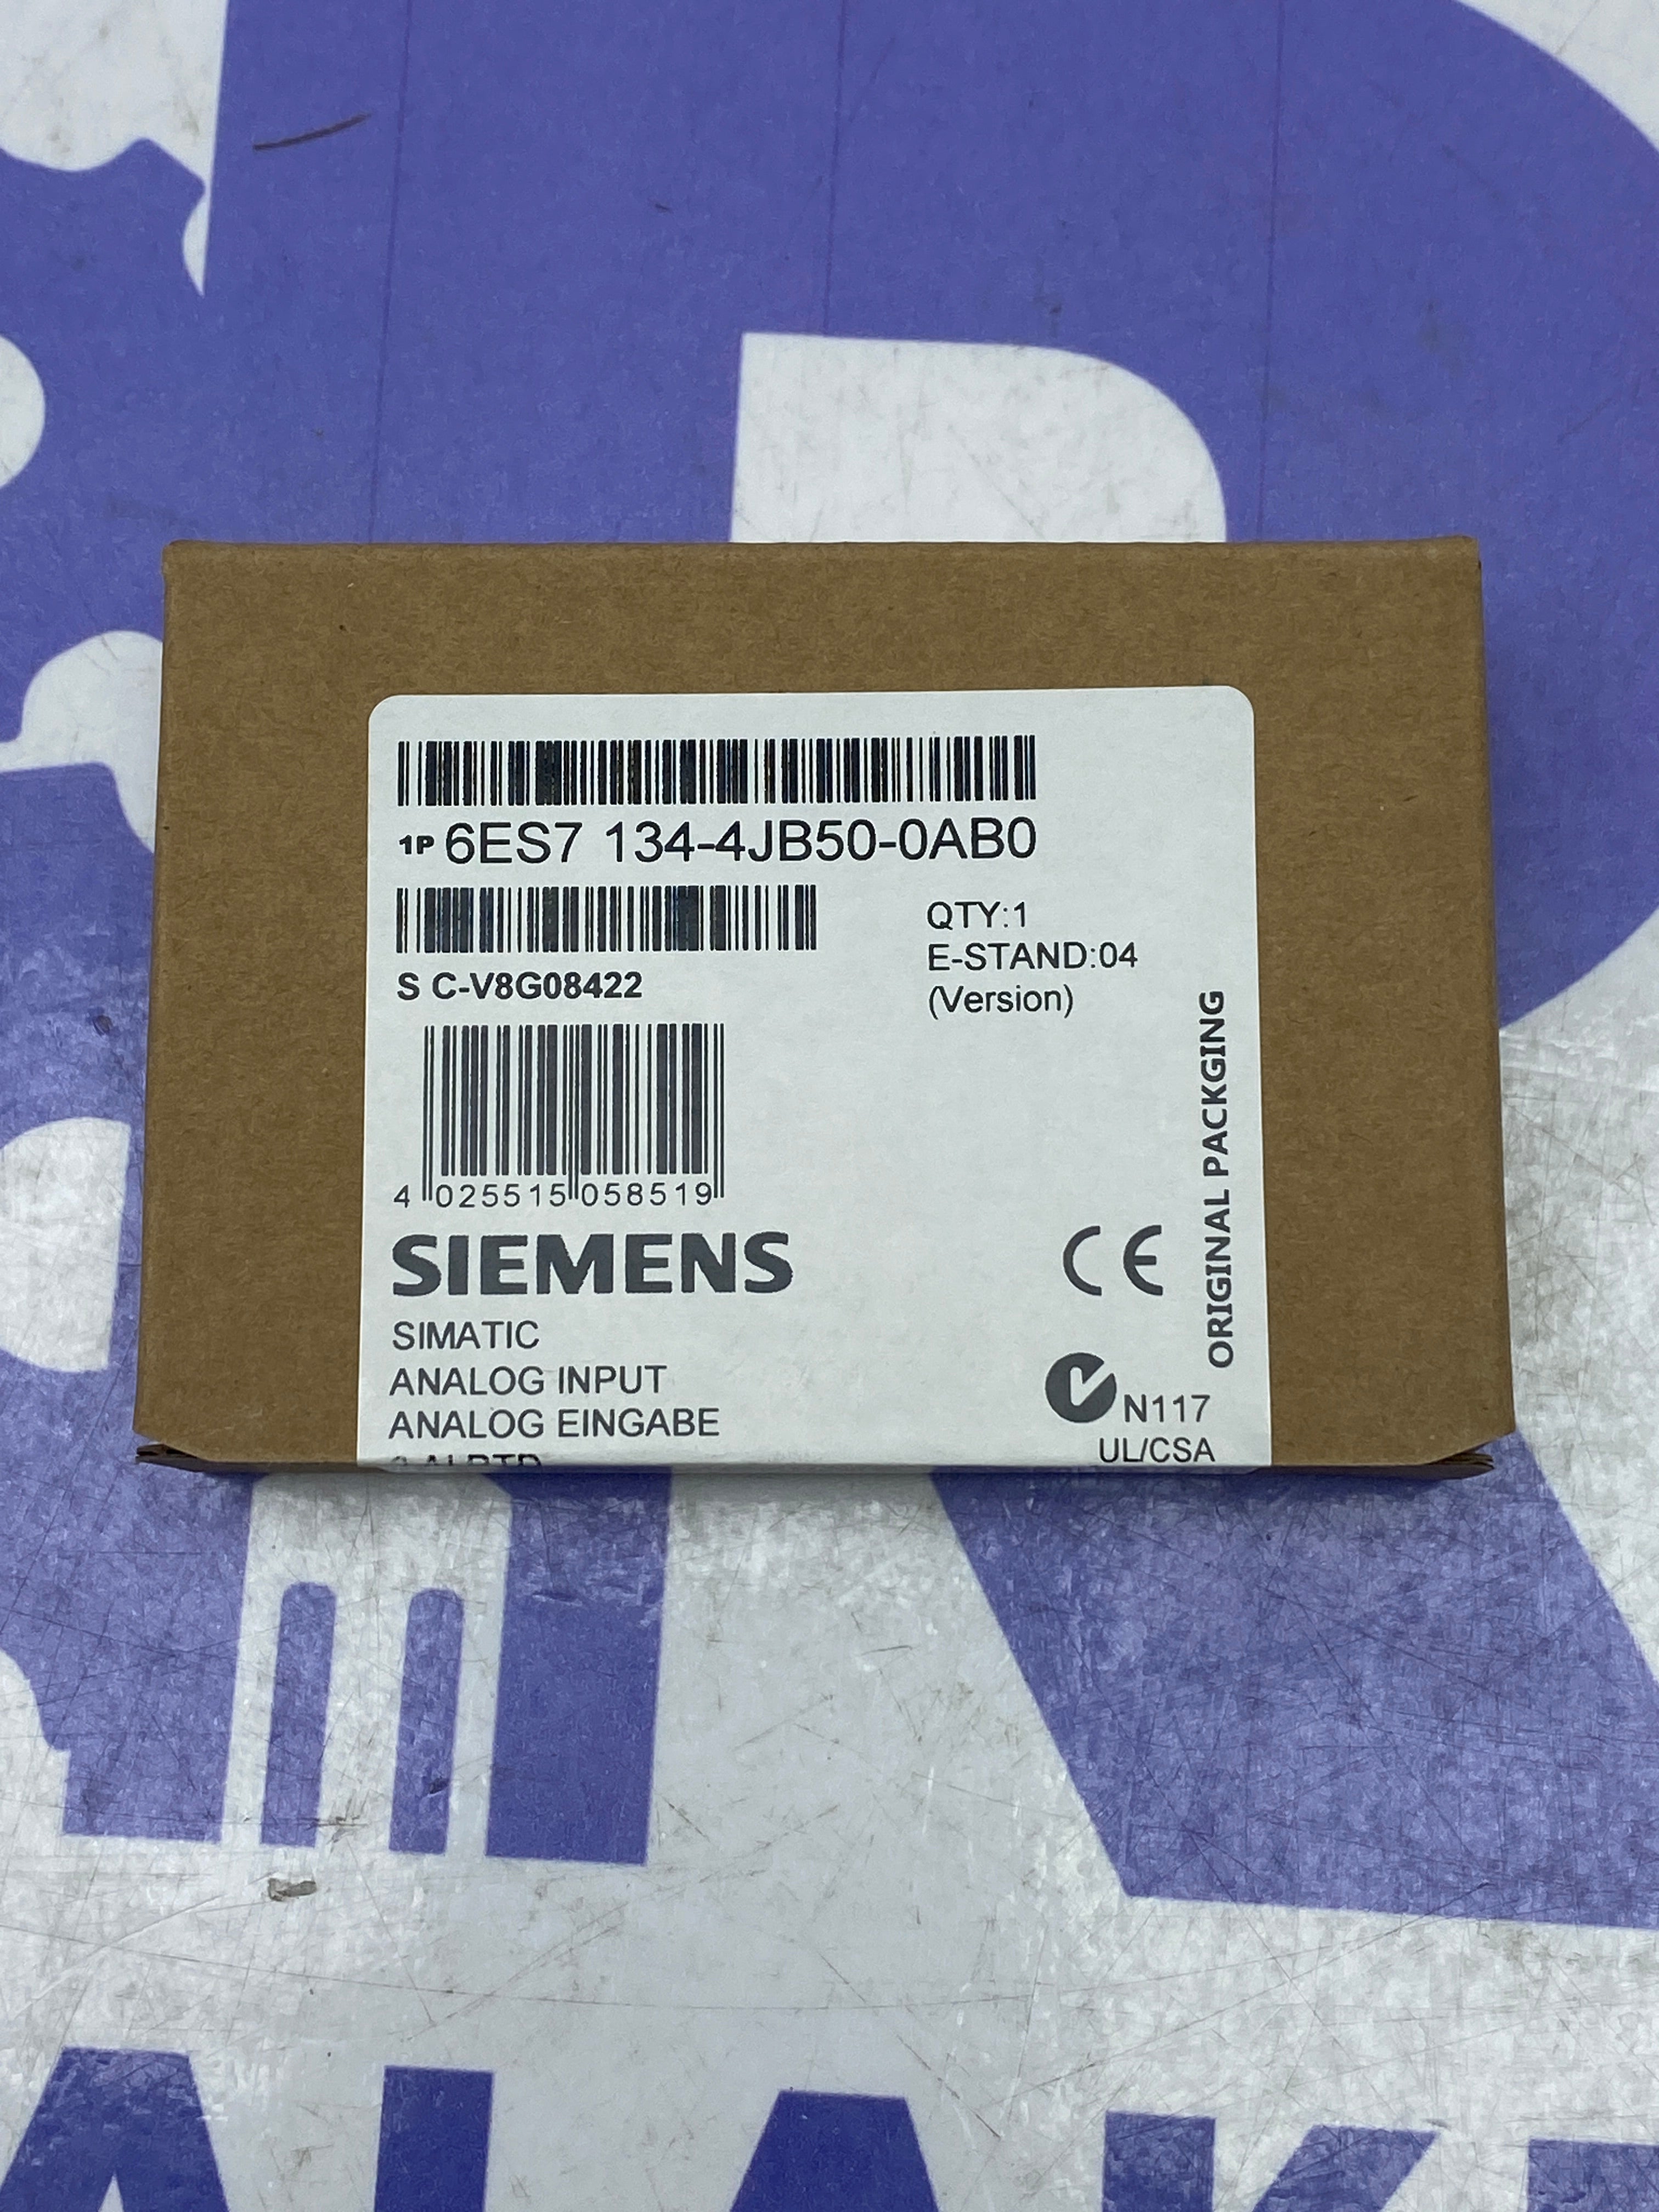 1P 6ES7 134-4JB50-0AB0
QTY:1
E-STAND:04
(Version)
S C-V8G08422
4 025515 058519
SIEMENS
SIMATIC
ANALOG INPUT
ANALOG EINGABE
ORIGINAL PACKGING
N117
UL/CSA